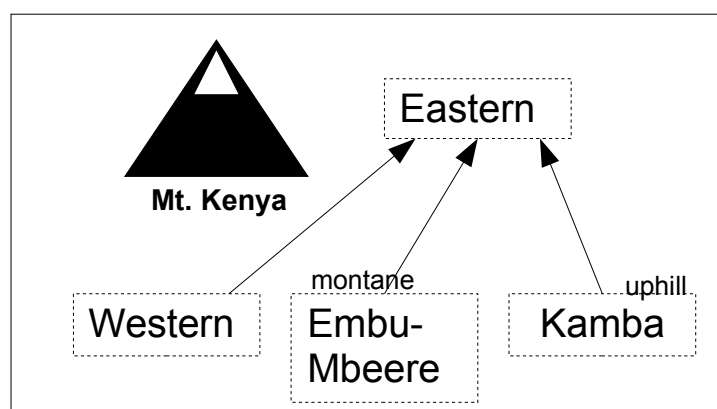 Eastern
Mt. Kenya
montane
uphill
Western
Embu-
Mbeere
Kamba